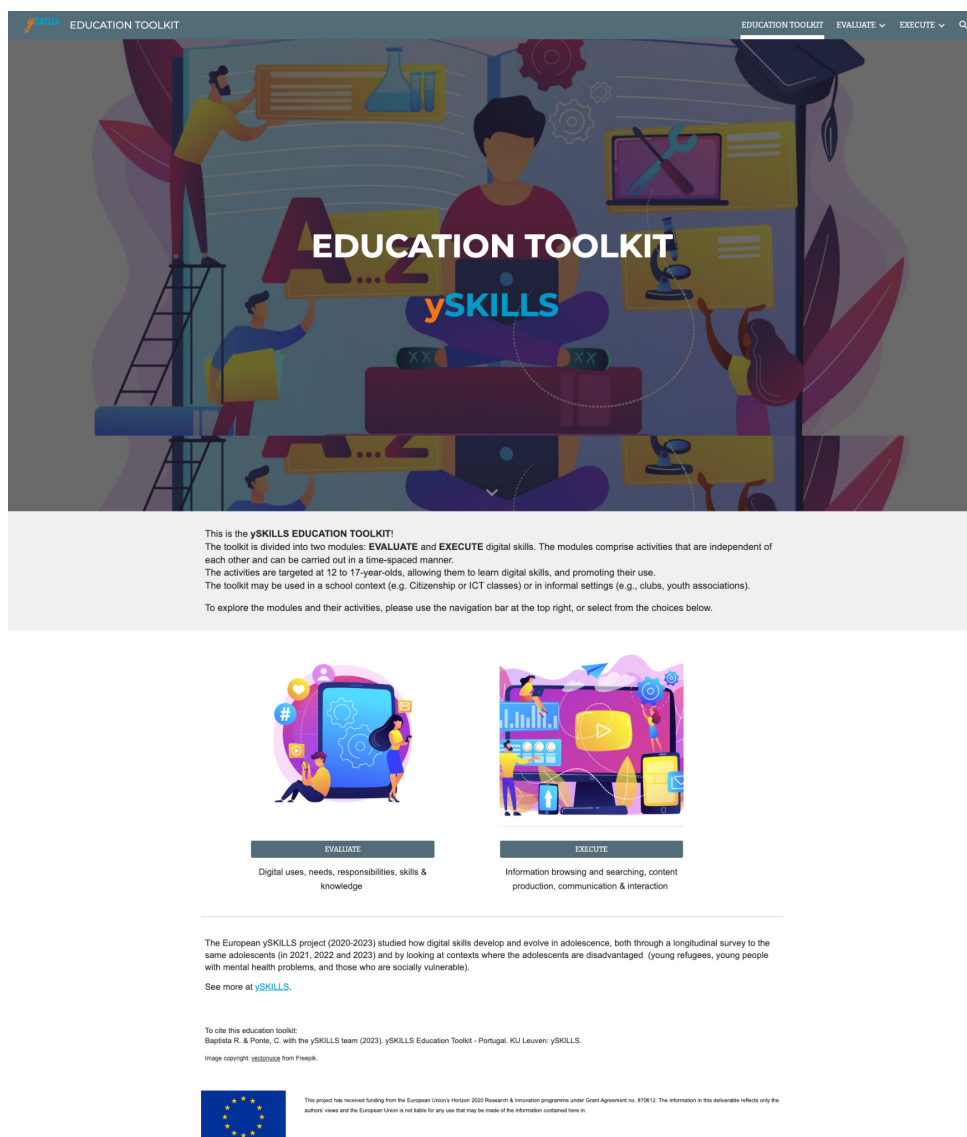 ySKILLS EDUCATION TOOLKIT
EDUCATION TOOLKIT EVALUATE EXECUTE
A...Z
EDUCATION TOOLKIT
ySKILLS
XX XX
A...Z
This is the ySKILLS EDUCATION TOOLKIT!
The toolkit is divided into two modules: EVALUATE and EXECUTE digital skills. The modules comprise activities that are independent of
each other and can be carried out in a time-spaced manner.
The activities are targeted at 12 to 17-year-olds, allowing them to learn digital skills, and promoting their use.
The toolkit may be used in a school context (e.g. Citizenship or ICT classes) or in informal settings (e.g., clubs, youth associations).
To explore the modules and their activities, please use the navigation bar at the top right, or select from the choices below.
#
EVALUATE
Digital uses, needs, responsibilities, skills &
knowledge
EXECUTE
Information browsing and searching, content
production, communication & interaction
The European ySKILLS project (2020-2023) studied how digital skills develop and evolve in adolescence, both through a longitudinal survey to the
same adolescents (in 2021, 2022 and 2023) and by looking at contexts where the adolescents are disadvantaged (young refugees, young people
with mental health problems, and those who are socially vulnerable).
See more at ySKILLS.
To cite this education toolkit:
Baptista R. & Ponte, C. with the ySKILLS team (2023). ySKILLS Education Toolkit - Portugal. KU Leuven: ySKILLS.
Image copyright: vectorjuice from Freepik.
This project has received funding from the European Union's Horizon 2020 Research & Innovation programme under Grant Agreement no. 870612. The information in this deliverable reflects only the
authors' views and the European Union is not liable for any use that may be made of the information contained here in.